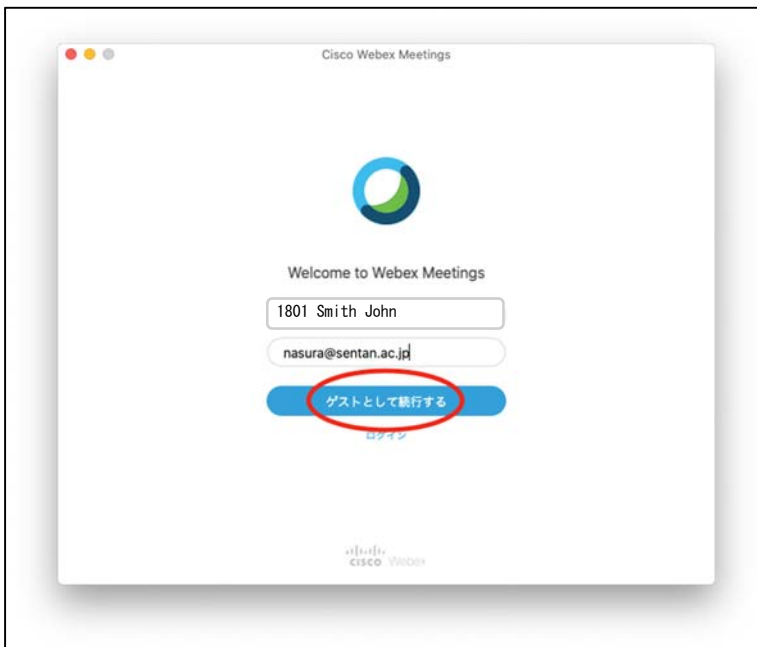 Cisco Webex Meetings
Welcome to Webex Meetings
1801 Smith John
nasura@sentan.ac.jp
ゲストとして続行する
ログイン
cisco Webex